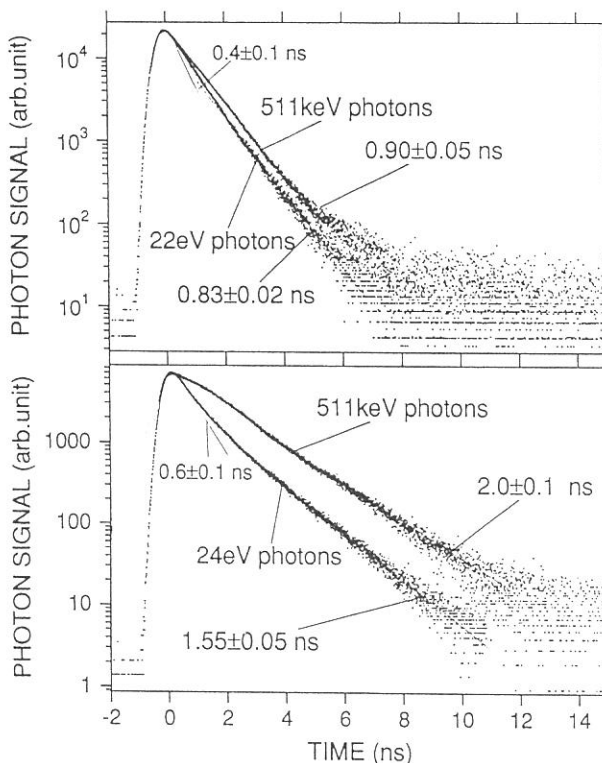 PHOTON SIGNAL (arb.unit)
10⁴
10³
10²
10¹
0.4±0.1 ns
511keV photons
0.90±0.05 ns
22eV photons
0.83±0.02 ns
PHOTON SIGNAL (arb.unit)
1000
100
10
1
511keV photons
0.6±0.1 ns
2.0±0.1 ns
24eV photons
1.55±0.05 ns
-2 0 2 4 6 8 10 12 14
TIME (ns)